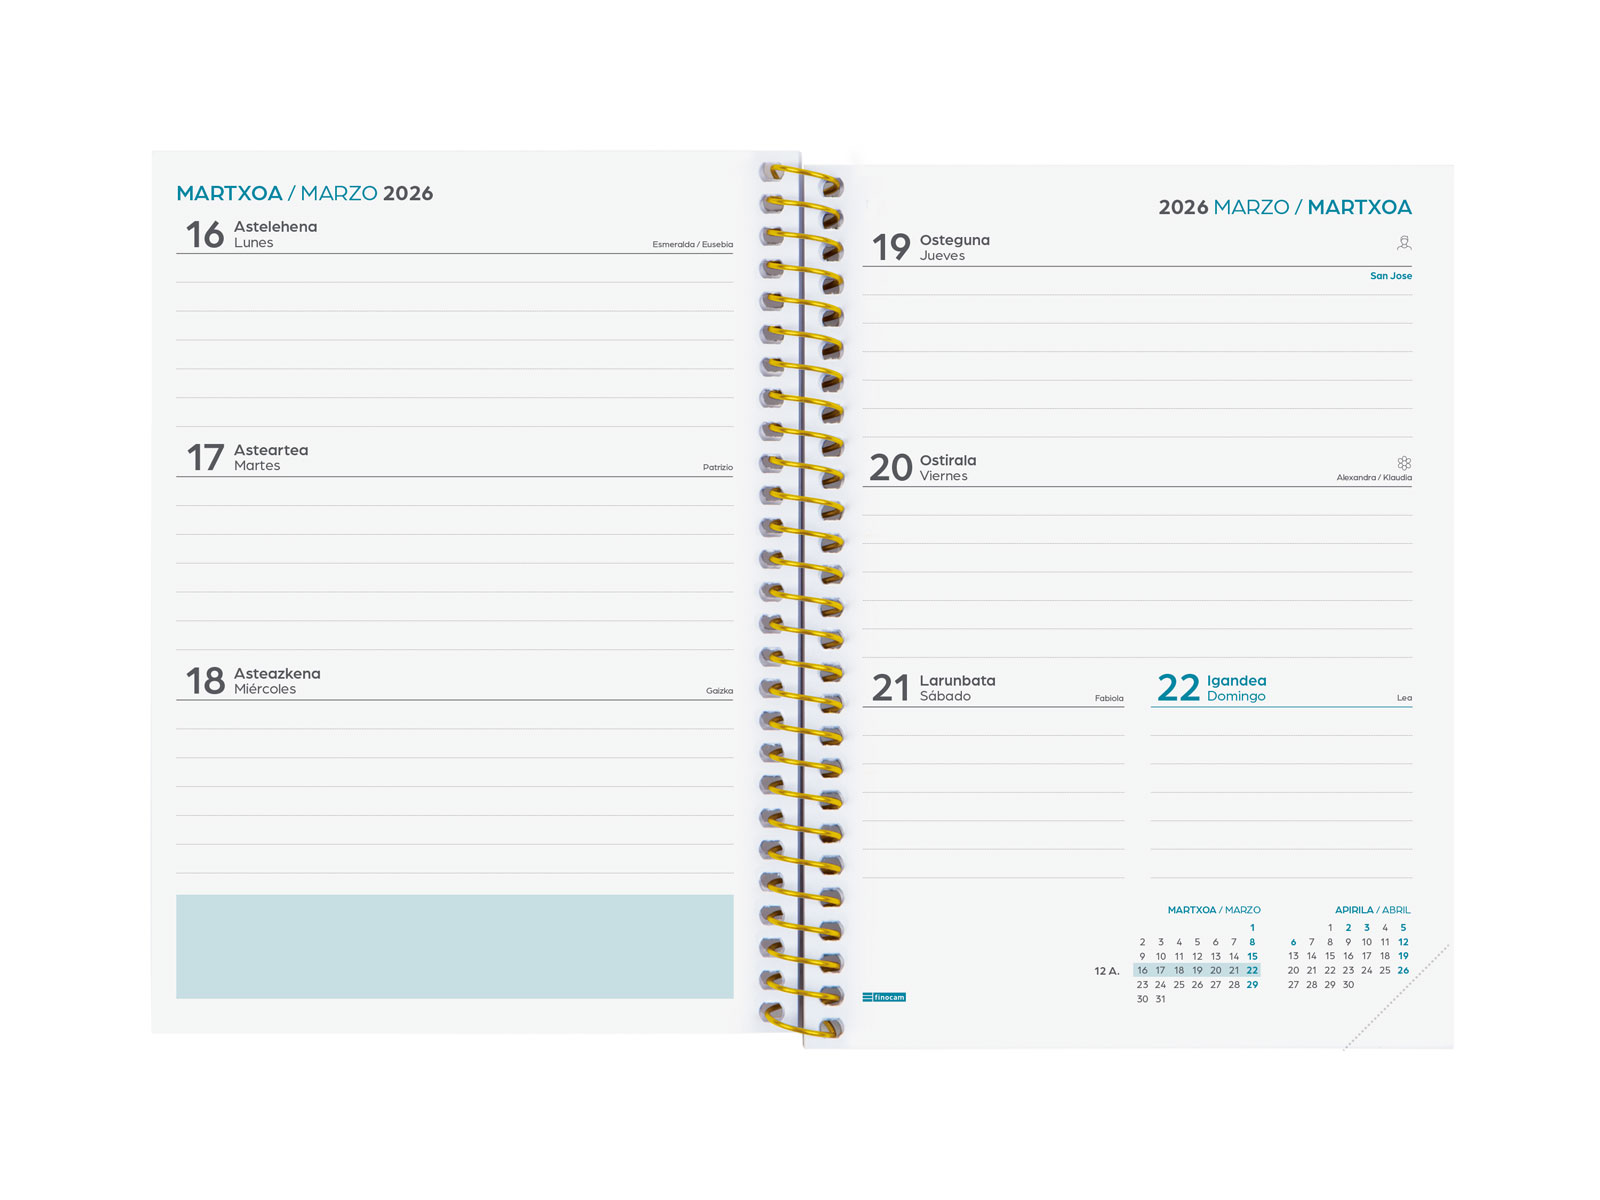 MARTXOA / MARZO 2026
16 Astelehena
Lunes
Esmeralda / Eusebia
17 Asteartea
Martes
Patrizio
18 Asteazkena
Miércoles
Gaizka
2026 MARZO / MARTXOA
19 Osteguna
Jueves
San Jose
20 Ostirala
Viernes
Alexandra / Klaudia
21 Larunbata
Sábado
Fabiola
22 Igandea
Domingo
Lea
MARTXOA / MARZO
1
2 3 4 5 6 7 8
9 10 11 12 13 14 15
12 A. 16 17 18 19 20 21 22
23 24 25 26 27 28 29
30 31
APIRILA / ABRIL
1 2 3 4 5
6 7 8 9 10 11 12
13 14 15 16 17 18 19
20 21 22 23 24 25 26
27 28 29 30
finocam